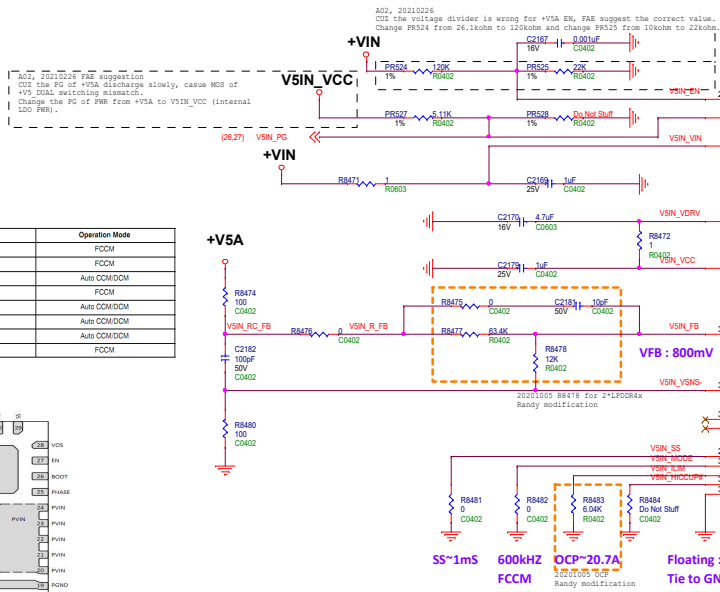 A02, 20210226
CUZ the voltage divider is wrong for +V5A EN, FAE suggest the correct value.
Change PR524 from 26.1kohm to 120kohm and change PR525 from 10kohm to 22kohm.
+VIN
C2167 0.001uF
16V C0402
PR524 120K
1% R0402
PR525 22K
1% R0402
V5IN_EN
A02, 20210226 FAE suggestion
CUZ the PG of +V5A discharge slowly, casue MOS of
+V5 DUAL switching mismatch.
Change the PG of PWR from +V5A to V5IN_VCC (internal
LDO PWR).
V5IN_VCC
PR527 5.11K
1% R0402
PR528 Do Not Stuff
1% R0402
(26,27) V5IN_PG
V5IN_VIN
+VIN
R8471 1
R0603
C2169 1uF
25V C0402
C2170 4.7uF
16V C0603
V5IN_VDRV
R8472
1
R0402
C2179 1uF
25V C0402
V5IN_VCC
Operation Mode
FCCM
FCCM
Auto CCM/DCM
FCCM
Auto CCM/DCM
Auto CCM/DCM
Auto CCM/DCM
FCCM
+V5A
R8474
100
C0402
V5IN_RC_FB
R8476 0
C0402
V5IN_R_FB
R8475 0
C0402
C2181 10pF
50V C0402
R8477 63.4K
R0402
V5IN_FB
C2182
100pF
50V
C0402
R8478
12K
R0402
VFB : 800mV
V5IN_VSNS-
20201005 R8478 for 2*LPDDR4x
Randy modification
R8480
100
C0402
SS
29
28 VOS
27 EN
26 BOOT
25 PHASE
24 PVIN
23 PVIN
22 PVIN
21 PVIN
20 PVIN
19 PGND
PVIN
V5IN_SS
V5IN_MODE
V5IN_ILIM
V5IN_HICCUP#
R8481
0
C0402
R8482
0
C0402
R8483
6.04K
R0402
R8484
Do Not Stuff
C0402
SS~1mS
600kHZ
FCCM
OCP~20.7A
20201005 OCP
Randy modification
Floating :
Tie to GN